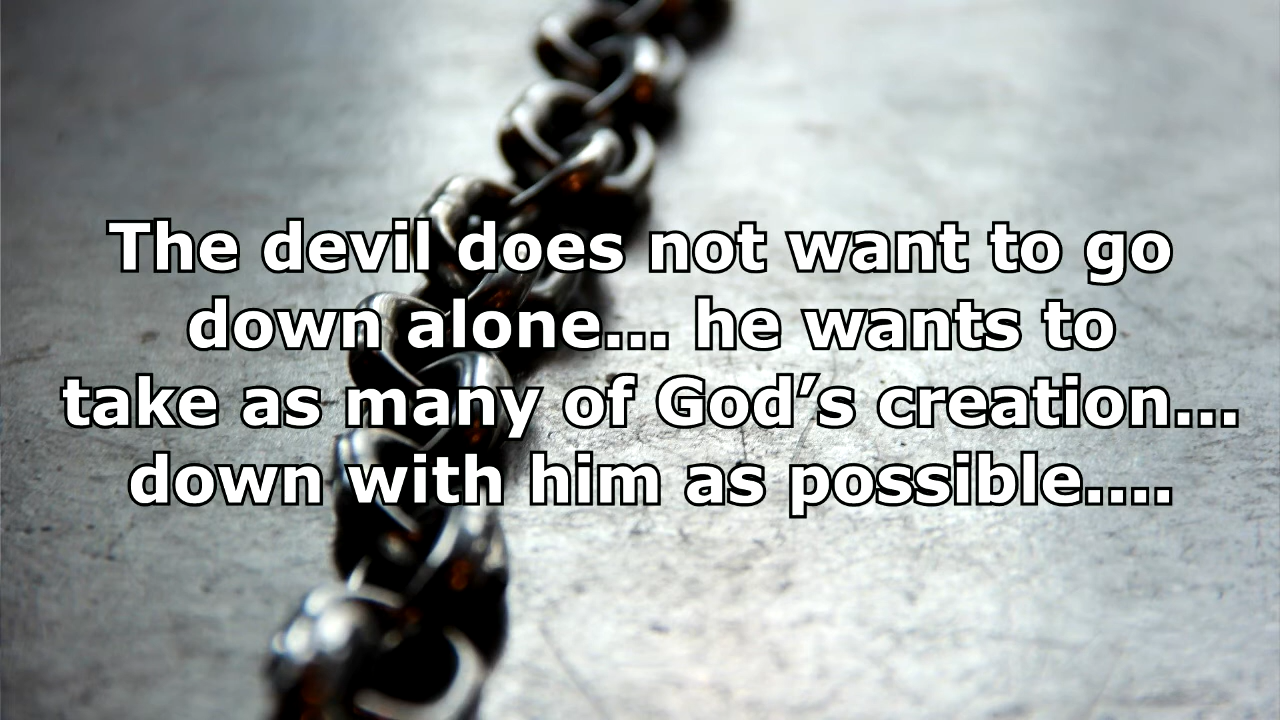 The devil does not want to go
down alone... he wants to
take as many of God’s creation...
down with him as possible....